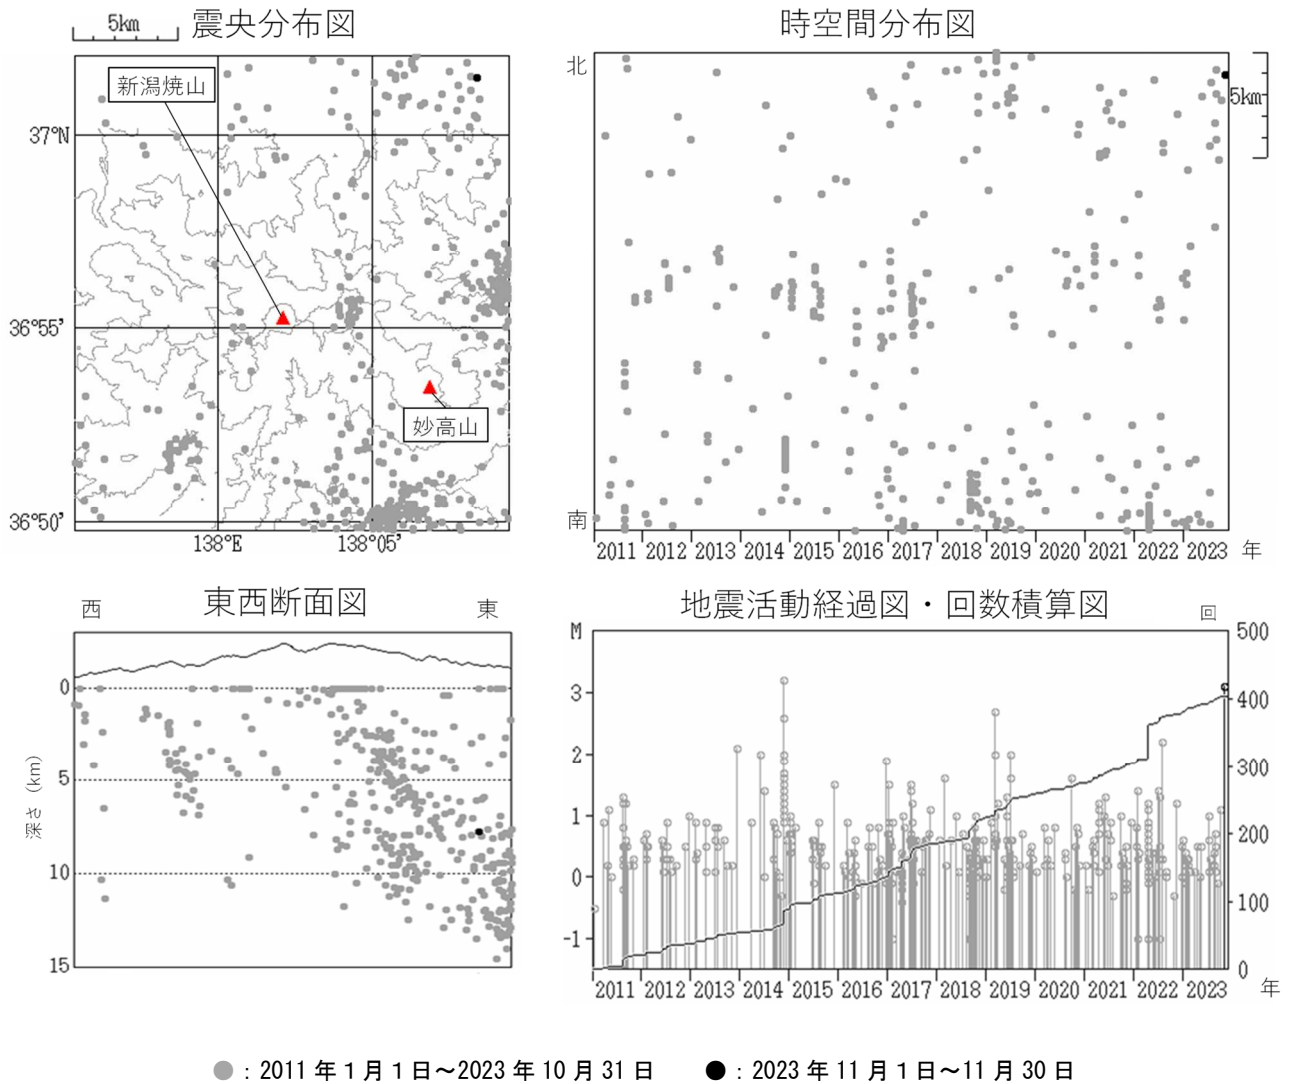 5km
震央分布図
新潟焼山
37°N
36°55’
妙高山
36°50’
138°E
138°05’
時空間分布図
北
5km
南
2011 2012 2013 2014 2015 2016 2017 2018 2019 2020 2021 2022 2023 年
東西断面図
西
東
0
5
10
15
深さ (km)
地震活動経過図・回数積算図
M
回
3
2
1
0
-1
500
400
300
200
100
0
2011 2012 2013 2014 2015 2016 2017 2018 2019 2020 2021 2022 2023 年
●：2011 年 1 月 1 日～2023 年 10 月 31 日 ●：2023 年 11 月 1 日～11 月 30 日